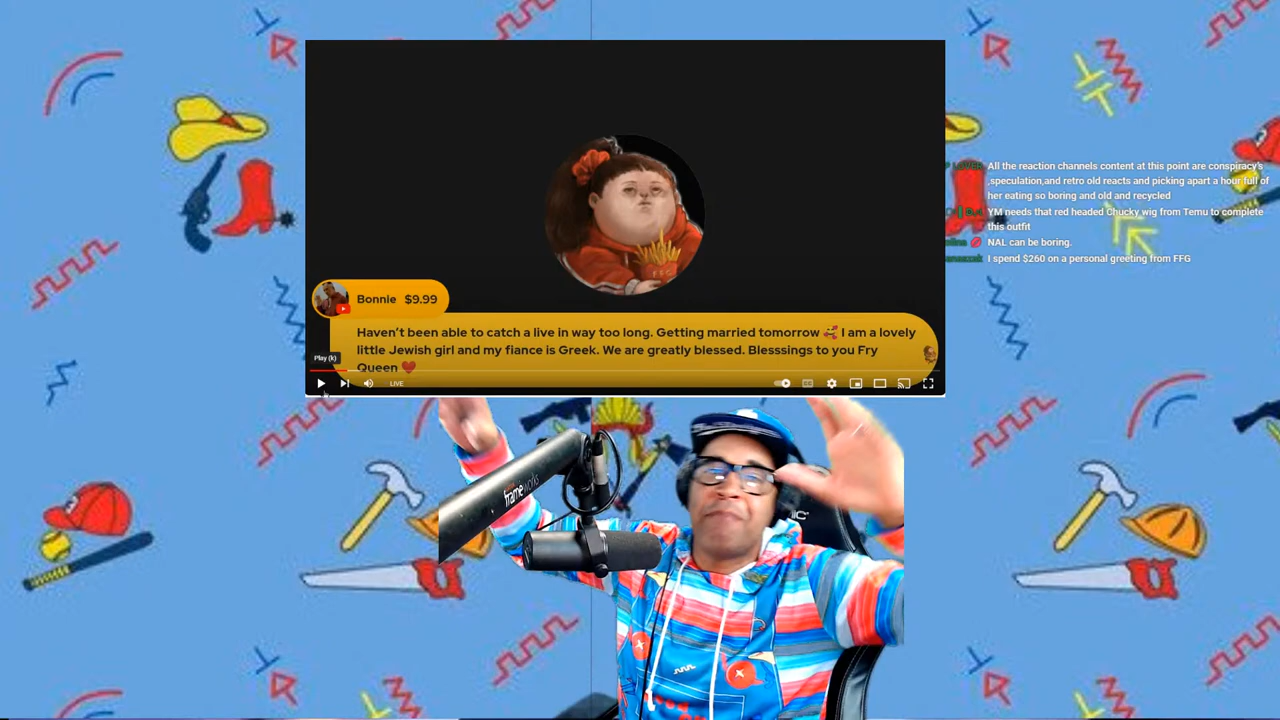 Bonnie $9.99
Haven't been able to catch a live in way too long. Getting married tomorrow 💒 I am a lovely
little Jewish girl and my fiance is Greek. We are greatly blessed. Blesssings to you Fry
Queen ❤️
Play (k)
LIVE
FFG
All the reaction channels content at this point are conspiracy's
,speculation,and retro old reacts and picking apart a hour full of
her eating so boring and old and recycled
YM needs that red headed Chucky wig from Temu to complete
this outfit
NAL can be boring.
I spend $260 on a personal greeting from FFG
frameworks